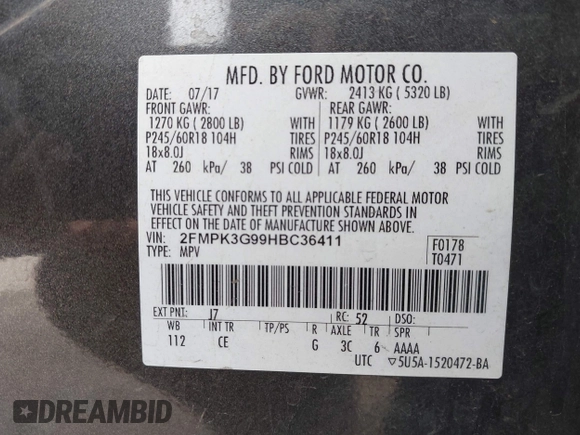 MFD. BY FORD MOTOR CO.
DATE: 07/17 GVWR: 2413 KG ( 5320 LB)
FRONT GAWR: REAR GAWR:
1270 KG ( 2800 LB) WITH 1179 KG ( 2600 LB) WITH
P245/60R18 104H TIRES P245/60R18 104H TIRES
18x8.0J RIMS 18x8.0J RIMS
AT 260 kPa/ 38 PSI COLD AT 260 kPa/ 38 PSI COLD
THIS VEHICLE CONFORMS TO ALL APPLICABLE FEDERAL MOTOR
VEHICLE SAFETY AND THEFT PREVENTION STANDARDS IN
EFFECT ON THE DATE OF MANUFACTURE SHOWN ABOVE.
VIN: 2FMPK3G99HBC36411 F0178
TYPE: MPV T0471
EXT PNT: J7 RC: 52 DSO:
WB INT TR TP/PS R AXLE TR SPR
112 CE G 3C 6 AAAA
UTC ▽5U5A-1520472-BA
DREAMBID